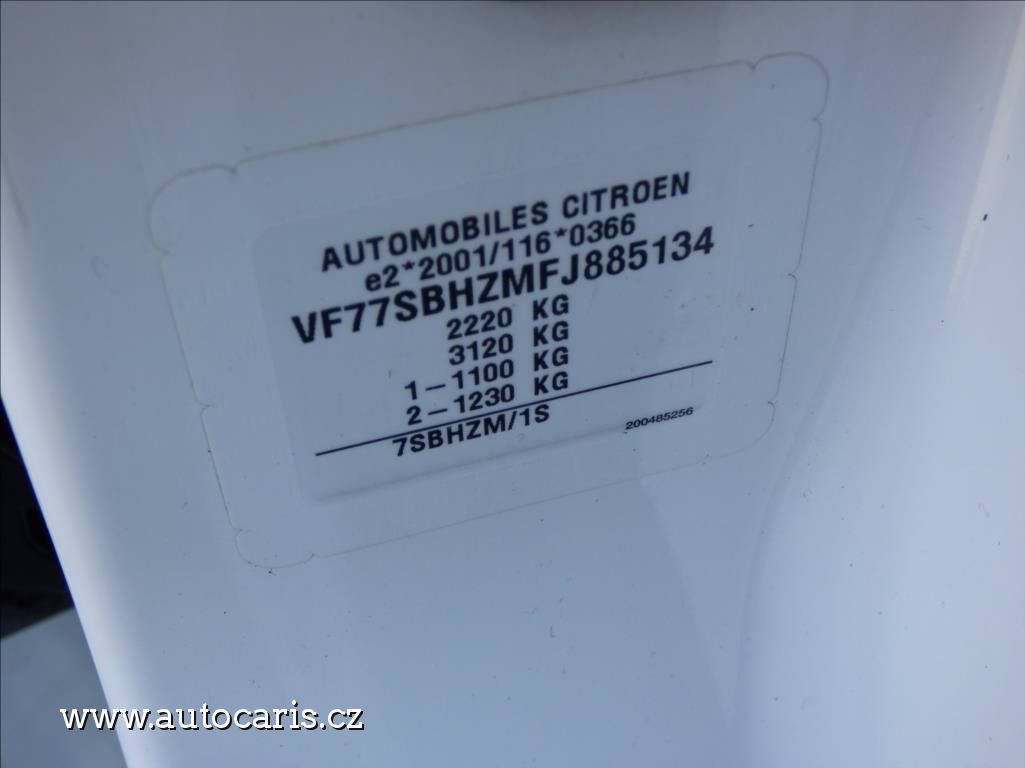 AUTOMOBILES CITROEN
e2*2001/116*0366
VF77SBHZMFJ885134
2220 KG
3120 KG
1-1100 KG
2-1230 KG
7SBHZM/1S
200485256
www.autocaris.cz